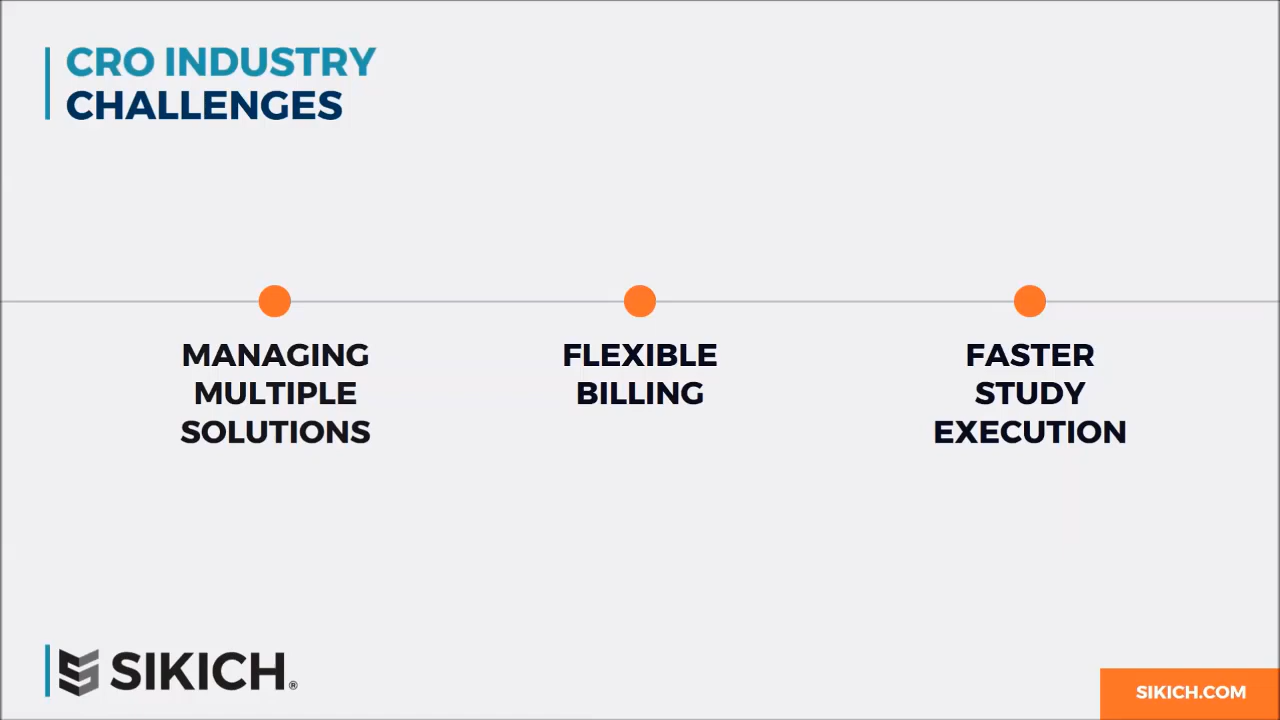 CRO INDUSTRY
CHALLENGES
MANAGING
MULTIPLE
SOLUTIONS
FLEXIBLE
BILLING
FASTER
STUDY
EXECUTION
SIKICH®
SIKICH.COM